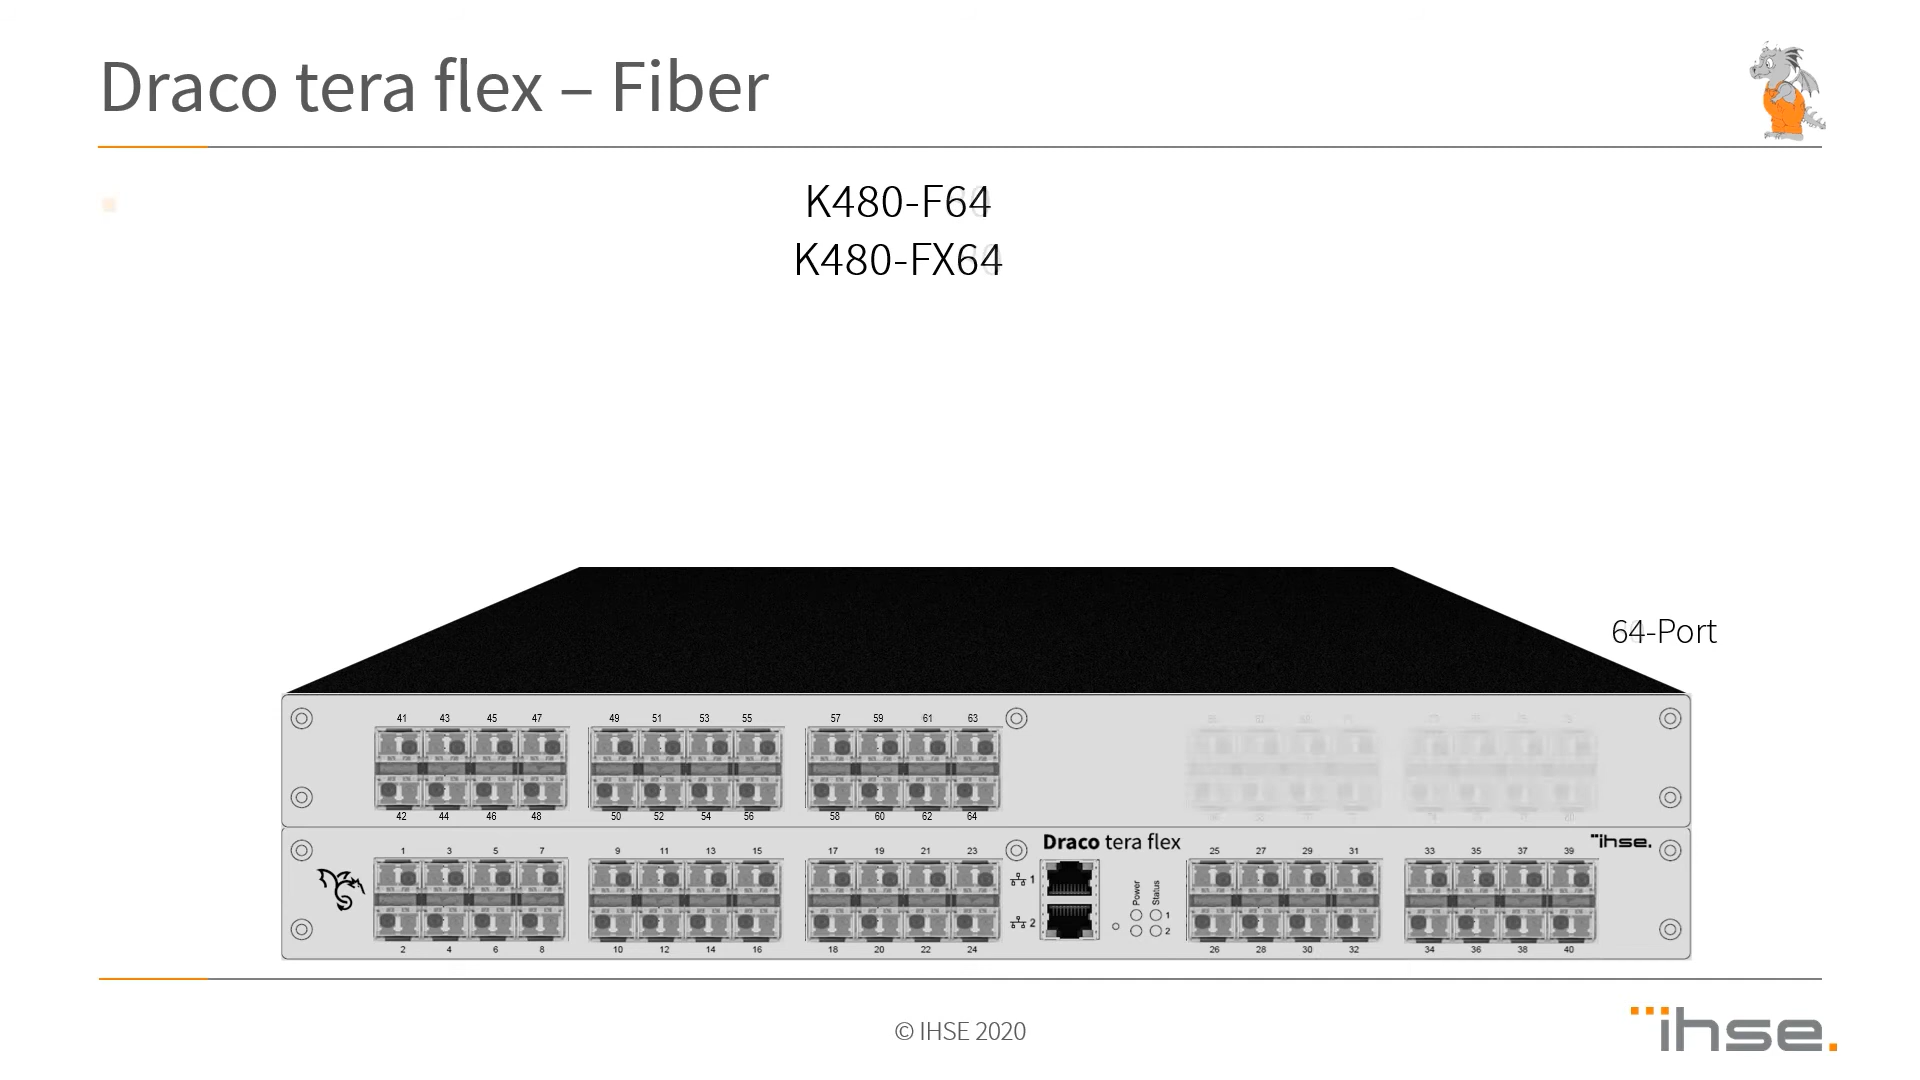 Draco tera flex – Fiber
K480-F64
K480-FX64
64-Port
41 43 45 47 49 51 53 55 57 59 61 63
42 44 46 48 50 52 54 56 58 60 62 64
Draco tera flex
ihse.
1 3 5 7 9 11 13 15 17 19 21 23 25 27 29 31 33 35 37 39
1
Power Status
1
2
2
2 4 6 8 10 12 14 16 18 20 22 24 26 28 30 32 34 36 38 40
© IHSE 2020
ihse.